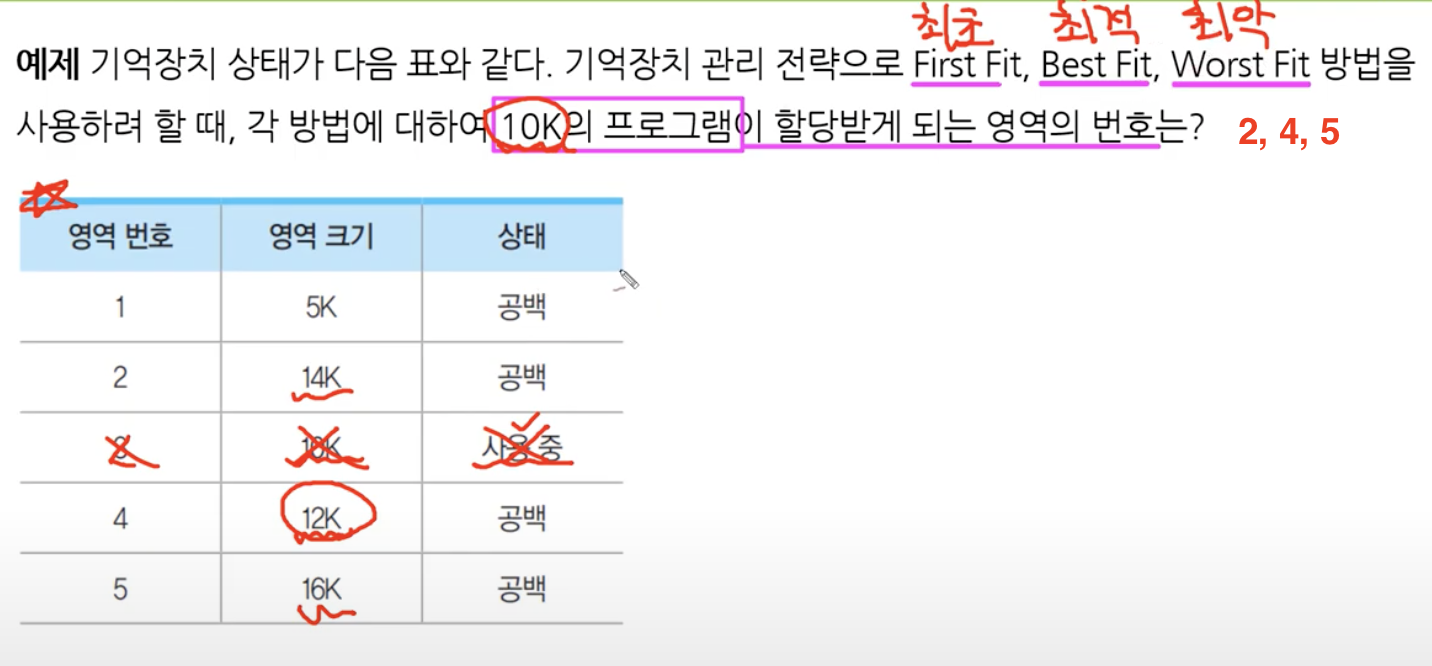 최초 최적 최악
예제 기억장치 상태가 다음 표와 같다. 기억장치 관리 전략으로 First Fit, Best Fit, Worst Fit 방법을
사용하려 할 때, 각 방법에 대하여 10K의 프로그램이 할당받게 되는 영역의 번호는? 2, 4, 5
영역 번호 영역 크기 상태
1 5K 공백
2 14K 공백
3 10K 사용 중
4 12K 공백
5 16K 공백